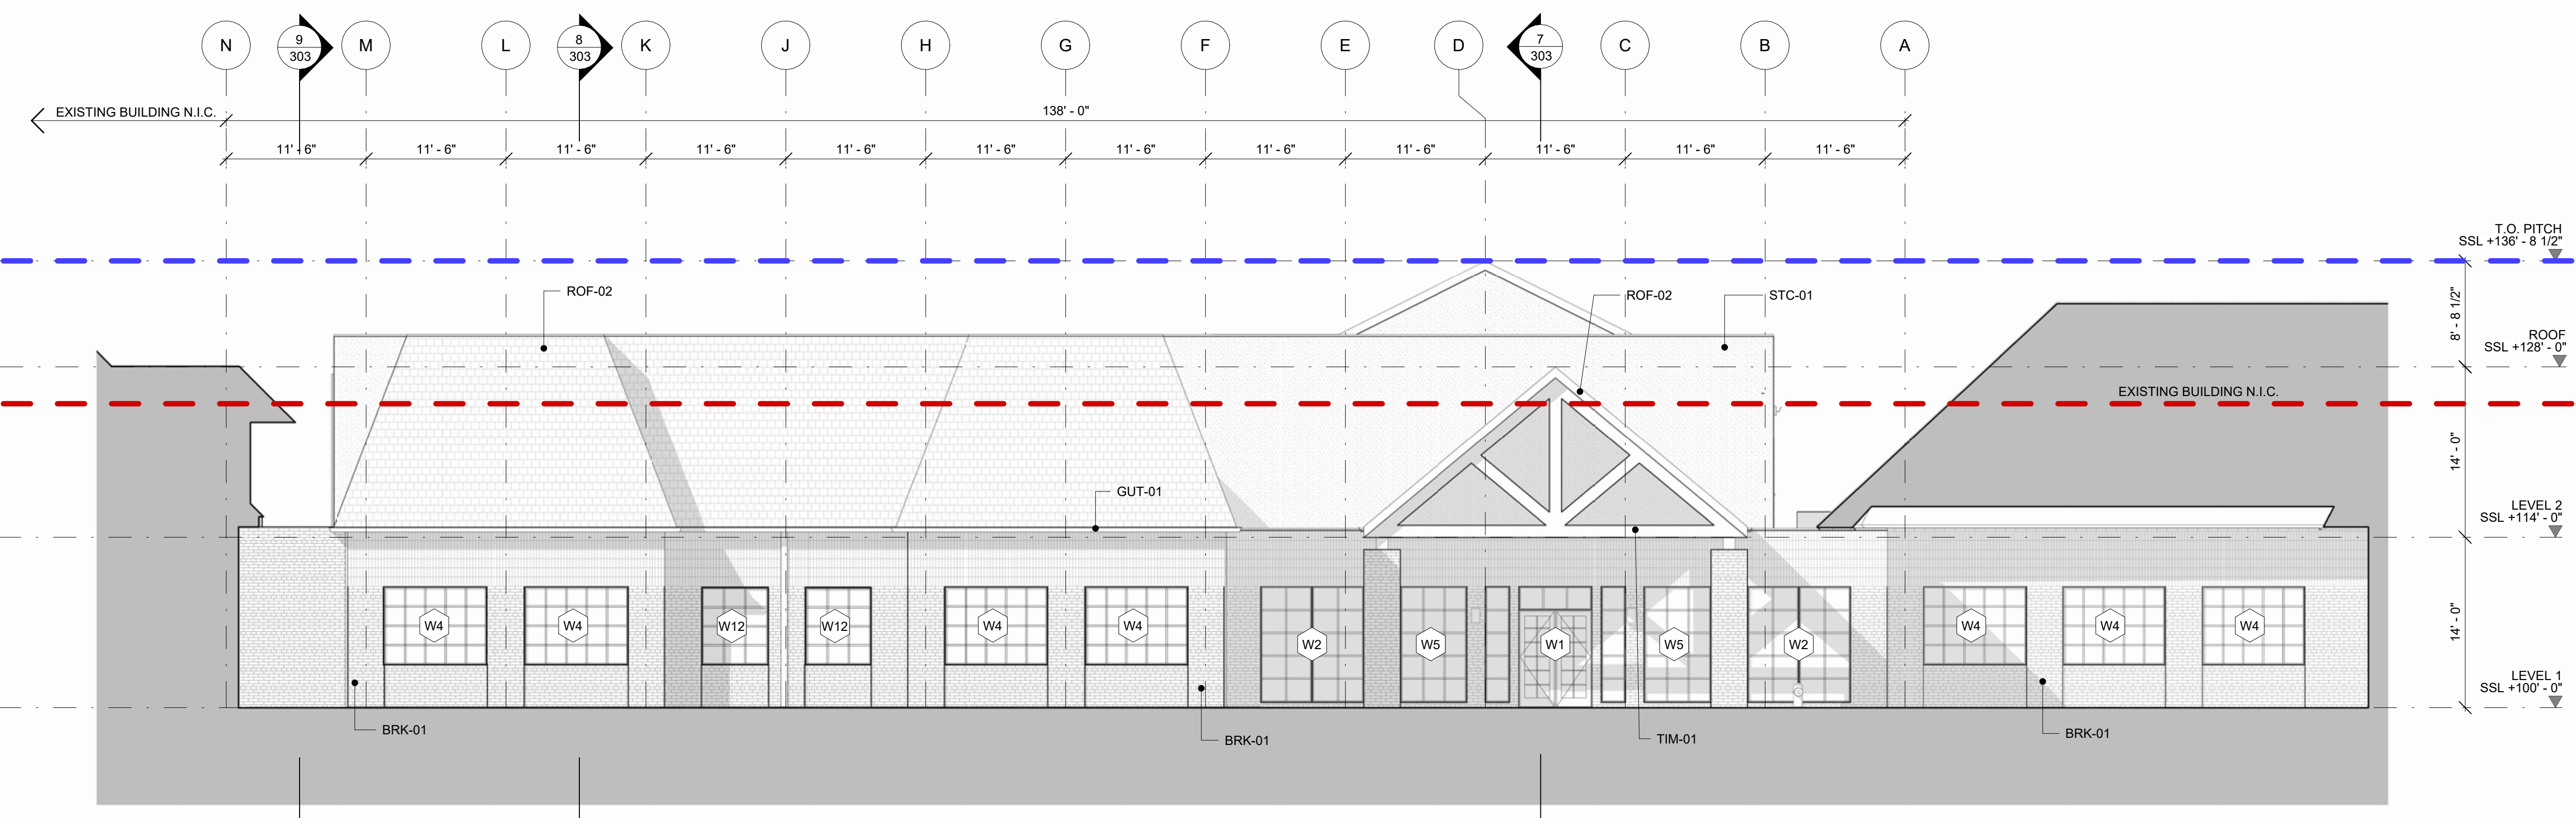 N
9
303
M
L
8
303
K
J
H
G
F
E
D
7
303
C
B
A
EXISTING BUILDING N.I.C.
138' - 0"
11' - 6"
11' - 6"
11' - 6"
11' - 6"
11' - 6"
11' - 6"
11' - 6"
11' - 6"
11' - 6"
11' - 6"
11' - 6"
11' - 6"
T.O. PITCH
SSL +136' - 8 1/2"
ROF-02
ROF-02
STC-01
8' - 8 1/2"
ROOF
SSL +128' - 0"
EXISTING BUILDING N.I.C.
14' - 0"
GUT-01
LEVEL 2
SSL +114' - 0"
W4
W4
W12
W12
W4
W4
W2
W5
W1
W5
W2
W4
W4
W4
14' - 0"
LEVEL 1
SSL +100' - 0"
BRK-01
BRK-01
TIM-01
BRK-01